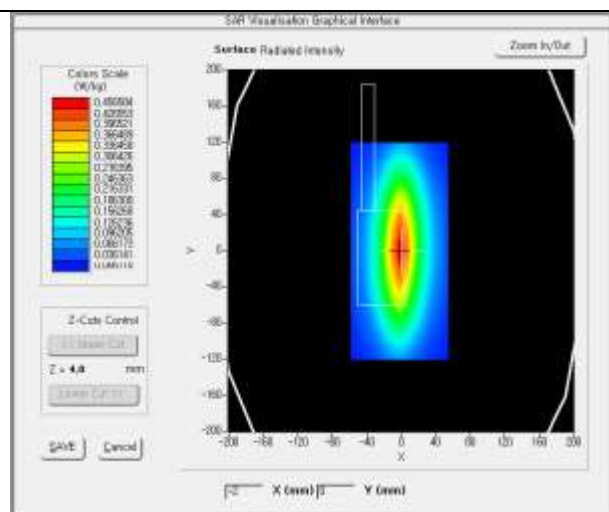 SAR Visualisation Graphical Interface
Surface Radiated Intensity
Zoom In/Out
Colors Scale
(W/kg)
0.456504
0.426553
0.396521
0.366489
0.336458
0.306426
0.276395
0.246363
0.216331
0.186300
0.156268
0.126236
0.096205
0.066173
0.036141
Z-Cuts Control
Z = 4,0 mm
SAVE
Cancel
Y
200
160
120
80
40
0
-40
-80
-120
-160
-200
-200 -160 -120 -80 -40 0 40 80 120 160 200
X
X (mm)
Y (mm)